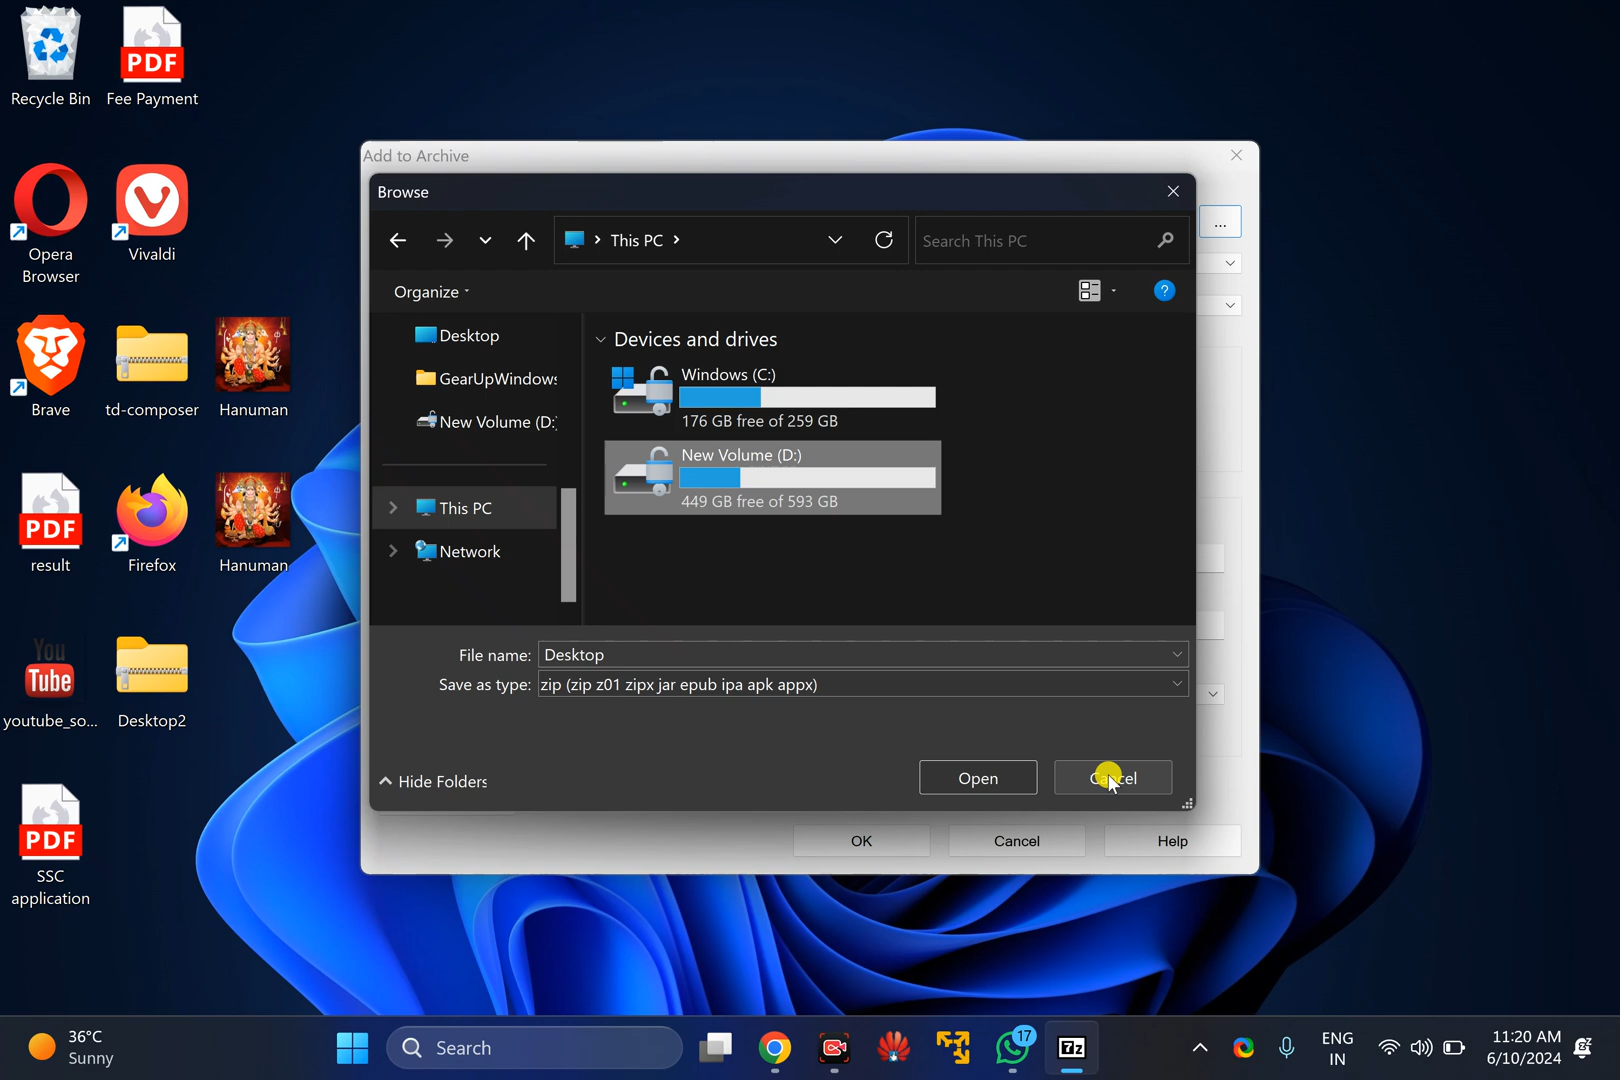 Recycle Bin
PDF
Fee Payment
Opera
Browser
Vivaldi
Brave
td-composer
Hanuman
PDF
result
Firefox
Hanuman
You
Tube
youtube_so...
Desktop2
PDF
SSC
application
Add to Archive
...
Browse
This PC
Search This PC
Organize
?
Desktop
GearUpWindows
New Volume (D:)
This PC
Network
Devices and drives
Windows (C:)
176 GB free of 259 GB
New Volume (D:)
449 GB free of 593 GB
File name: Desktop
Save as type: zip (zip z01 zipx jar epub ipa apk appx)
Hide Folders
Open
Cancel
OK
Cancel
Help
36°C
Sunny
Search
17
7z
ENG
IN
11:20 AM
6/10/2024